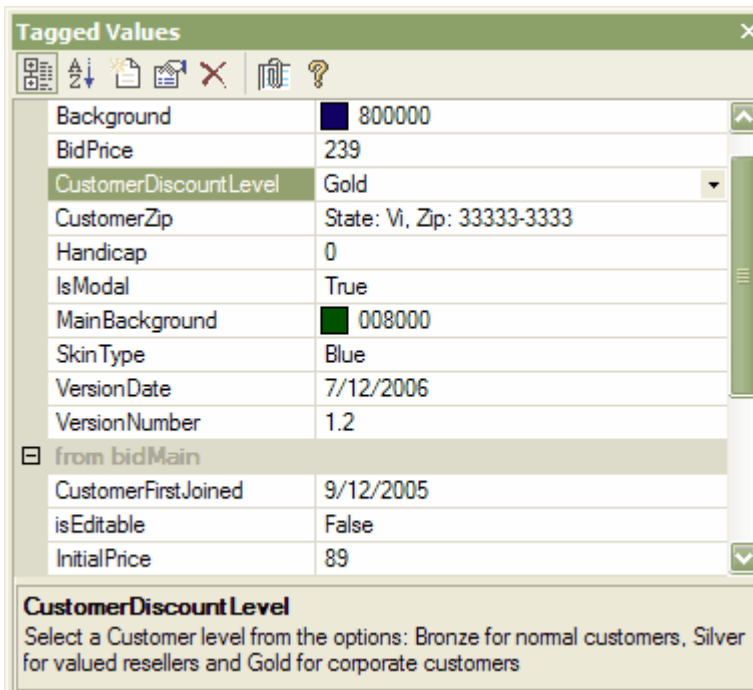 Tagged Values
Background 800000
BidPrice 239
CustomerDiscountLevel Gold
CustomerZip State: Vi, Zip: 33333-3333
Handicap 0
IsModal True
MainBackground 008000
SkinType Blue
VersionDate 7/12/2006
VersionNumber 1.2
from bidMain
CustomerFirstJoined 9/12/2005
isEditable False
InitialPrice 89
CustomerDiscountLevel
Select a Customer level from the options: Bronze for normal customers, Silver
for valued resellers and Gold for corporate customers